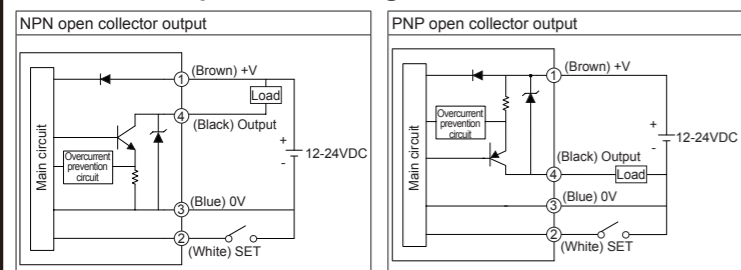 NPN open collector output
Main circuit
Overcurrent
prevention
circuit
1
(Brown) +V
Load
4
(Black) Output
+
12-24VDC
-
3
(Blue) 0V
2
(White) SET
PNP open collector output
Main circuit
Overcurrent
prevention
circuit
1
(Brown) +V
+
12-24VDC
-
(Black) Output
4
Load
(Blue) 0V
3
2
(White) SET